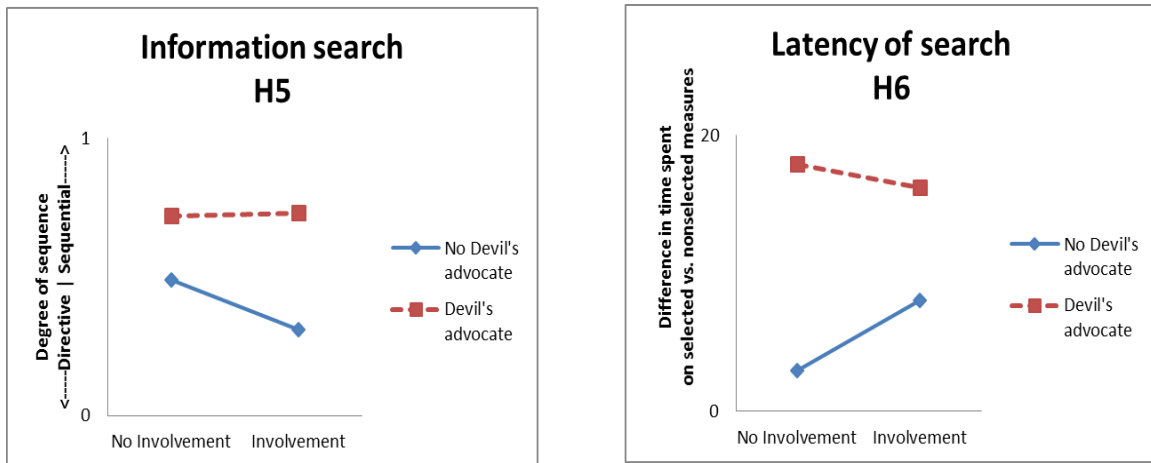 Information search
H5
1
Degree of sequence
<-----Directive | Sequential----->
0
No Involvement
Involvement
No Devil's
advocate
Devil's
advocate
Latency of search
H6
20
Difference in time spent
on selected vs. nonselected measures
0
No Involvement
Involvement
No Devil's
advocate
Devil's
advocate